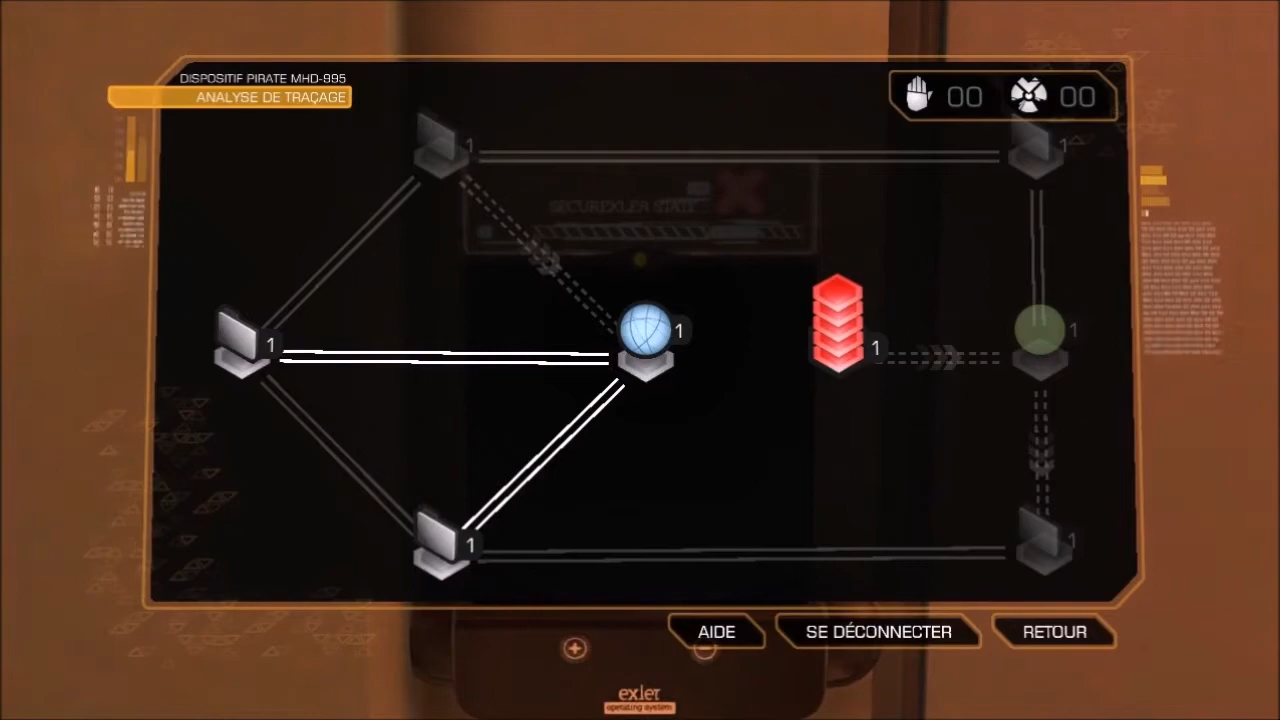 DISPOSITIF PIRATE MHD-995
ANALYSE DE TRAÇAGE
00 00
1 1
SECUREXLER STATE
1 1 1 1
1 1
AIDE SE DÉCONNECTER RETOUR
exler
operating system